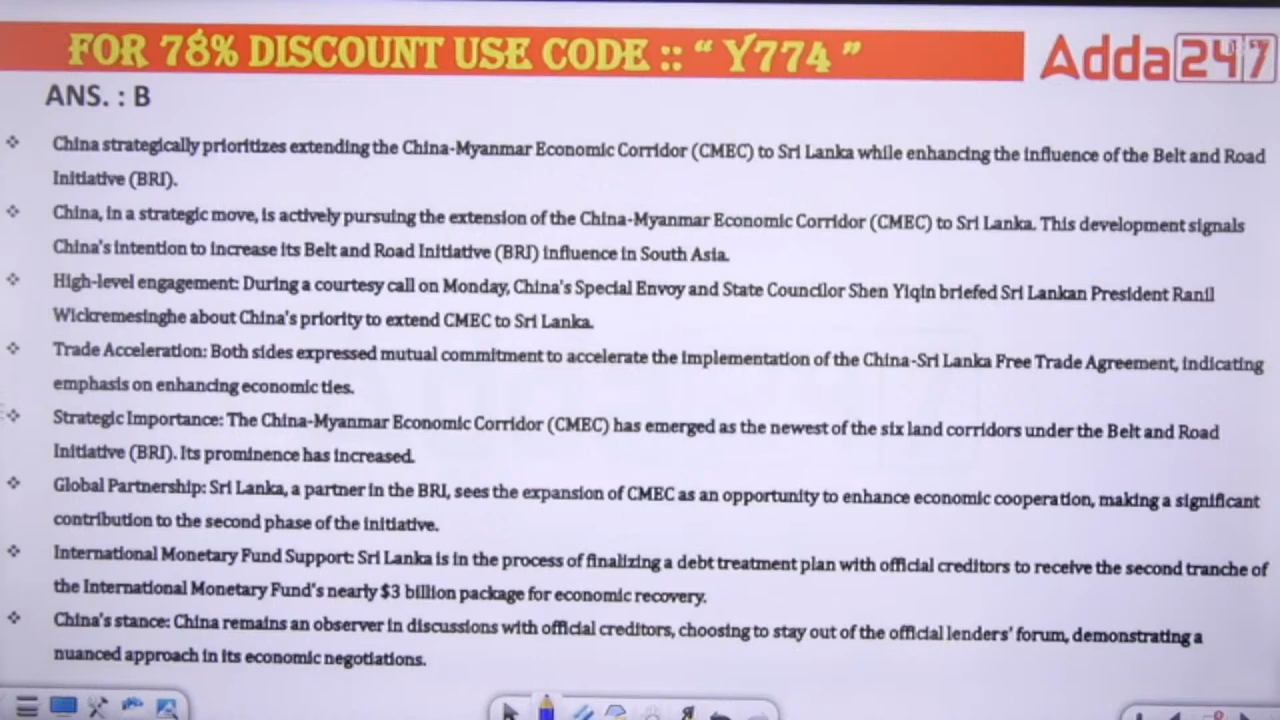 FOR 78% DISCOUNT USE CODE :: “ Y774 ”
Adda247
ANS. : B
❖ China strategically prioritizes extending the China-Myanmar Economic Corridor (CMEC) to Sri Lanka while enhancing the influence of the Belt and Road
Initiative (BRI).
❖ China, in a strategic move, is actively pursuing the extension of the China-Myanmar Economic Corridor (CMEC) to Sri Lanka. This development signals
China's intention to increase its Belt and Road Initiative (BRI) influence in South Asia.
❖ High-level engagement: During a courtesy call on Monday, China's Special Envoy and State Councilor Shen Yiqin briefed Sri Lankan President Ranil
Wickremesinghe about China's priority to extend CMEC to Sri Lanka.
❖ Trade Acceleration: Both sides expressed mutual commitment to accelerate the implementation of the China-Sri Lanka Free Trade Agreement, indicating
emphasis on enhancing economic ties.
❖ Strategic Importance: The China-Myanmar Economic Corridor (CMEC) has emerged as the newest of the six land corridors under the Belt and Road
Initiative (BRI). Its prominence has increased.
❖ Global Partnership: Sri Lanka, a partner in the BRI, sees the expansion of CMEC as an opportunity to enhance economic cooperation, making a significant
contribution to the second phase of the initiative.
❖ International Monetary Fund Support: Sri Lanka is in the process of finalizing a debt treatment plan with official creditors to receive the second tranche of
the International Monetary Fund's nearly $3 billion package for economic recovery.
❖ China's stance: China remains an observer in discussions with official creditors, choosing to stay out of the official lenders' forum, demonstrating a
nuanced approach in its economic negotiations.